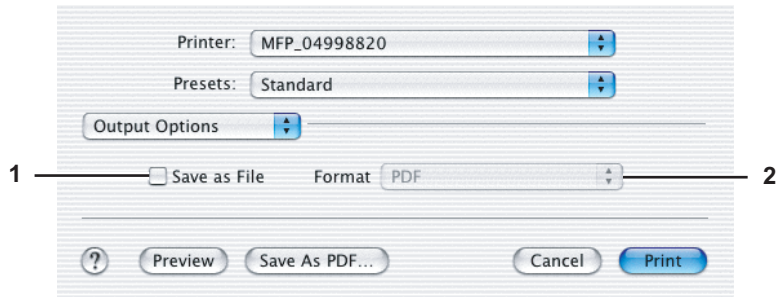 Printer: MFP_04998820
Presets: Standard
Output Options
1 Save as File Format PDF 2
? Preview Save As PDF... Cancel Print